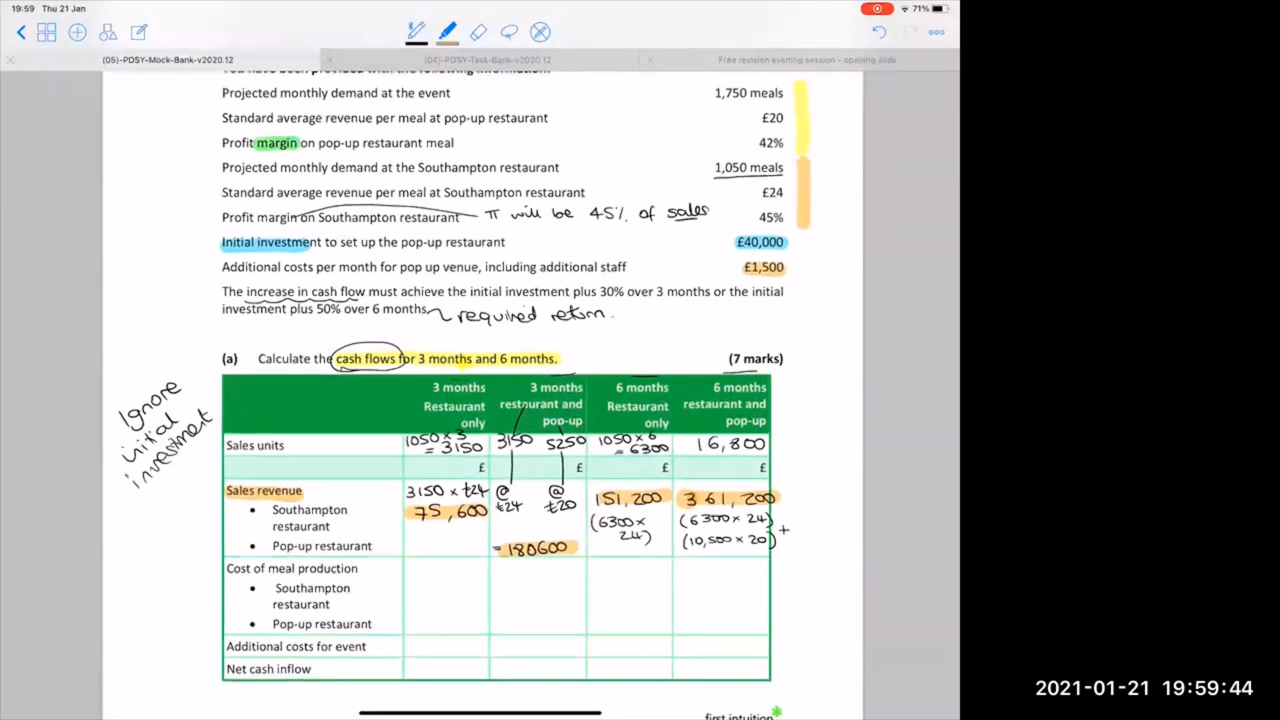 19:59 Thu 21 Jan
71%
(05)-PDSY-Mock-Bank-v2020.12
(04)-PDSY-Task-Bank-v2020.12
Free revision evening session - opening slide
You have been provided with the following information:
Projected monthly demand at the event 1,750 meals
Standard average revenue per meal at pop-up restaurant £20
Profit margin on pop-up restaurant meal 42%
Projected monthly demand at the Southampton restaurant 1,050 meals
Standard average revenue per meal at Southampton restaurant £24
Profit margin on Southampton restaurant π will be 45% of sales 45%
Initial investment to set up the pop-up restaurant £40,000
Additional costs per month for pop up venue, including additional staff £1,500
The increase in cash flow must achieve the initial investment plus 30% over 3 months or the initial
investment plus 50% over 6 months. required return.
(a) Calculate the cash flows for 3 months and 6 months. (7 marks)
Ignore
initial
investment
3 months 3 months 6 months 6 months
Restaurant restaurant and Restaurant restaurant and
only pop-up only pop-up
Sales units 1050 x 3 = 3150 3150 5250 1050 x 6 = 6300 16,800
£ £ £ £
Sales revenue 3150 x £24 @ £24 @ £20 151,200 361,200
• Southampton restaurant 75,600 (6300 x 24) (6300 x 24) +
• Pop-up restaurant = 180600 (10,500 x 20)
Cost of meal production
• Southampton
restaurant
• Pop-up restaurant
Additional costs for event
Net cash inflow
first intuition
2021-01-21 19:59:44